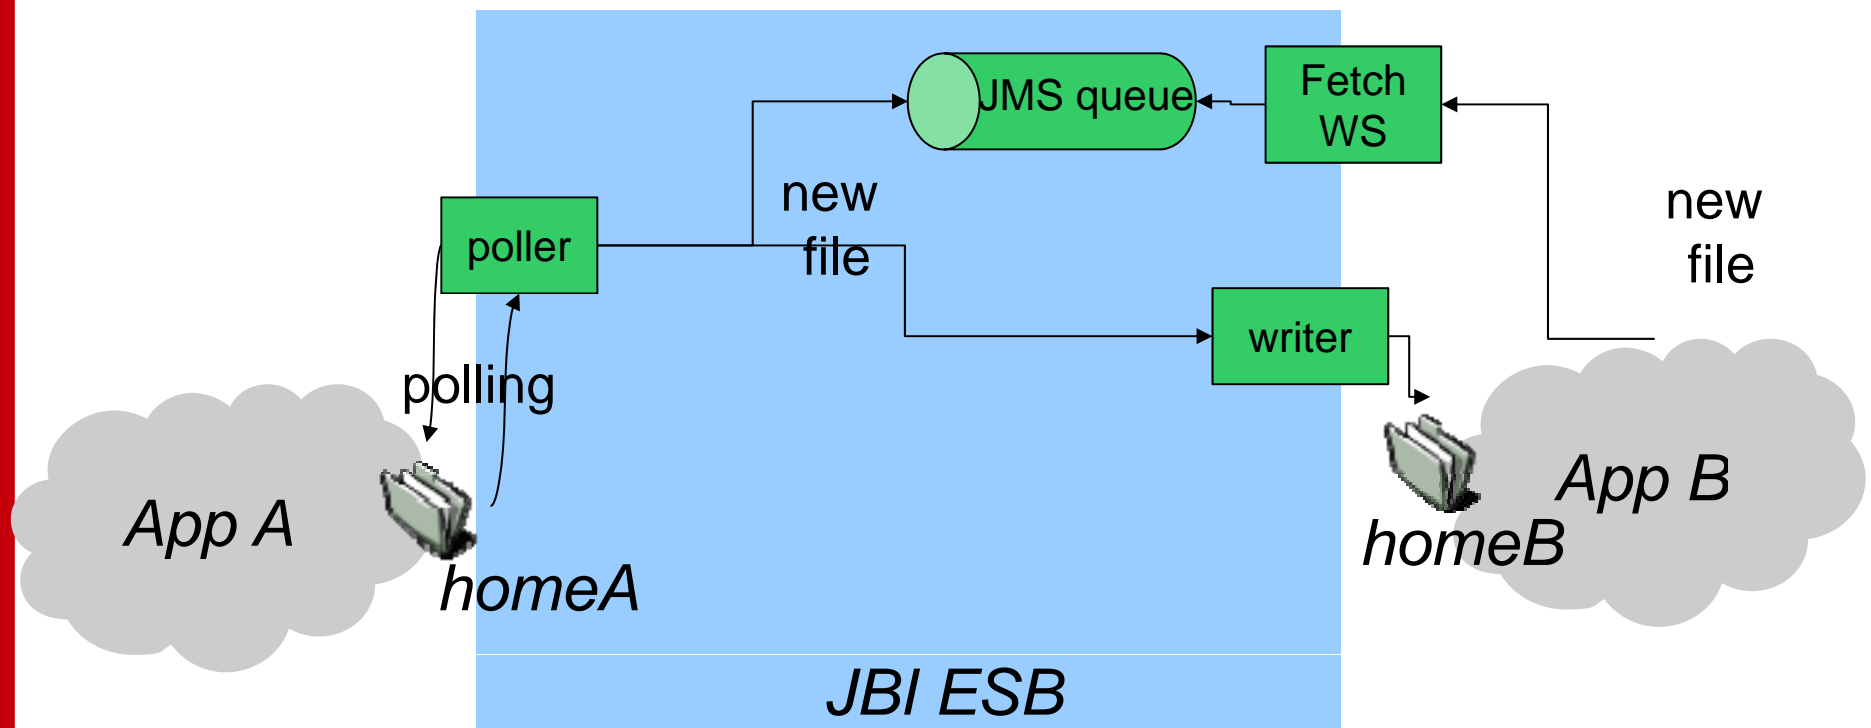 JMS queue
Fetch
WS
new
file
new
file
poller
writer
polling
App A
homeA
App B
homeB
JBI ESB